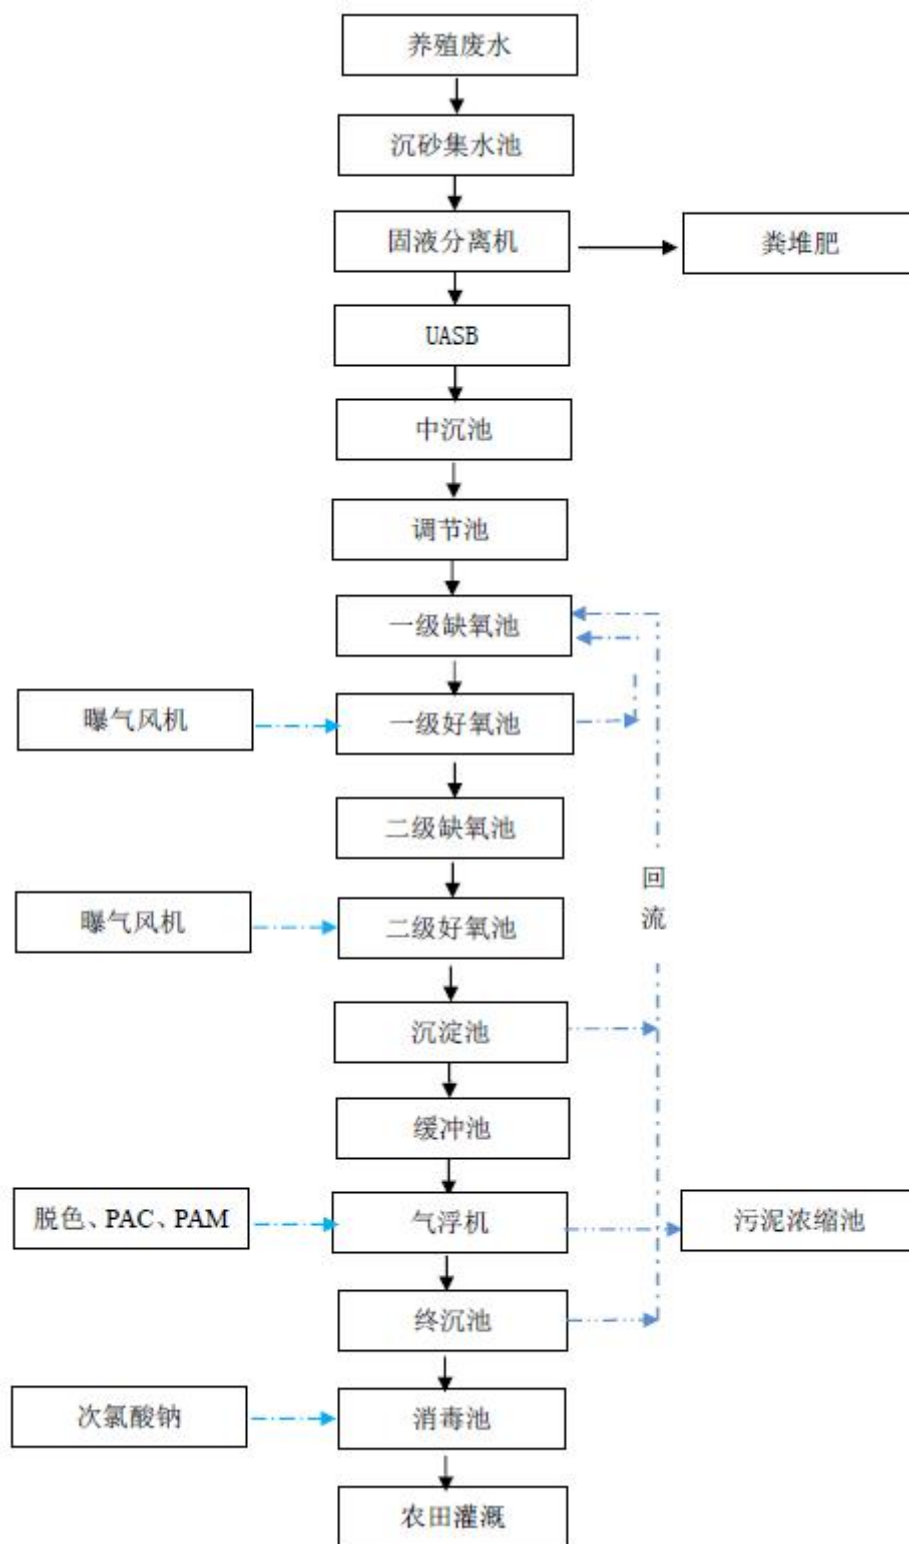 养殖废水
沉砂集水池
固液分离机
粪堆肥
UASB
中沉池
调节池
一级缺氧池
曝气风机
一级好氧池
二级缺氧池
回
流
曝气风机
二级好氧池
沉淀池
缓冲池
脱色、PAC、PAM
气浮机
污泥浓缩池
终沉池
次氯酸钠
消毒池
农田灌溉